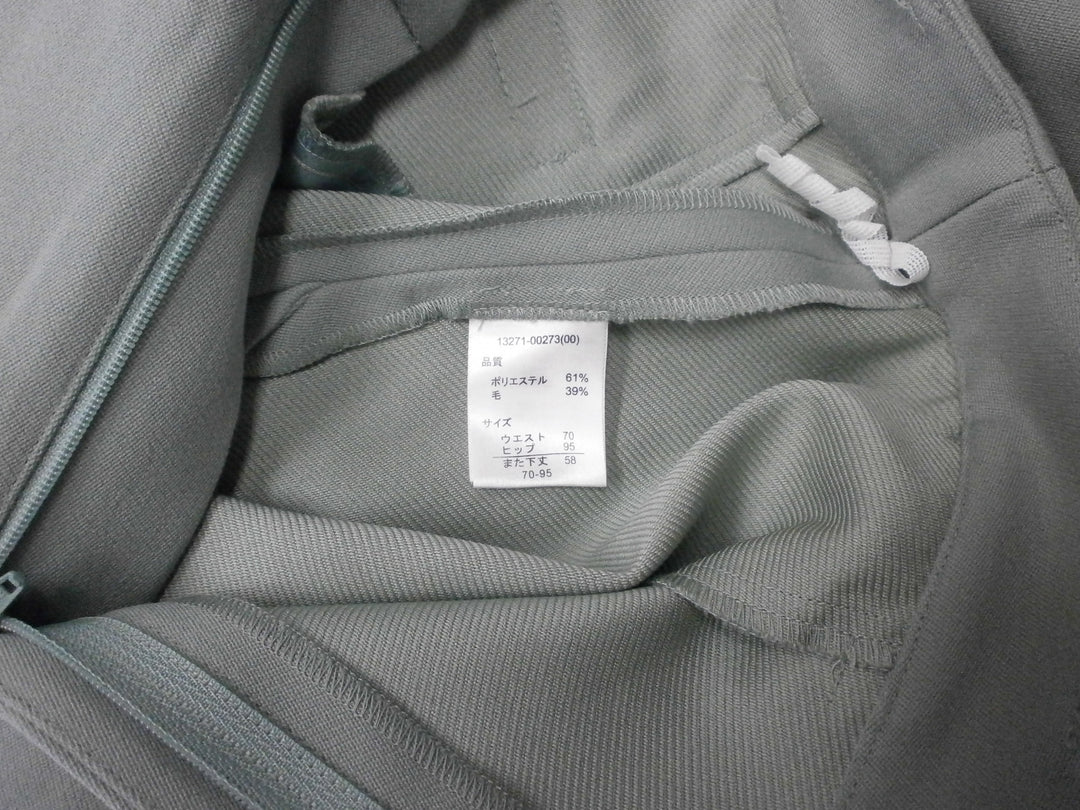 13271-00273(00)
品質
ポリエステル 61%
毛 39%
サイズ
ウエスト 70
ヒップ 95
また下丈 58
70-95